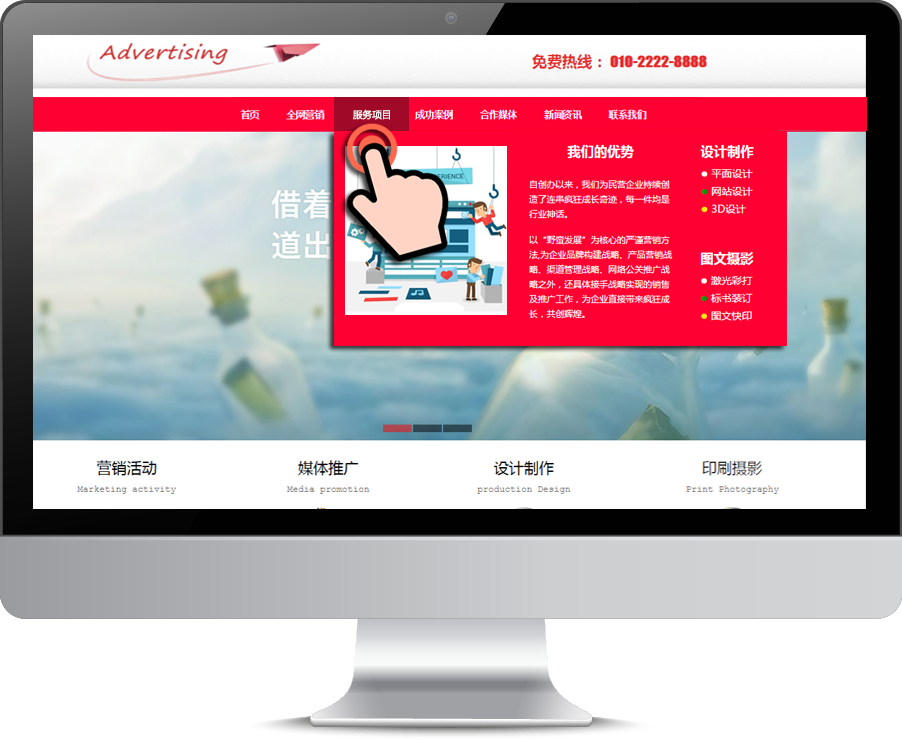 Advertising
免费热线： 010-2222-8888
首页 全网营销 服务项目 成功案例 合作媒体 新闻资讯 联系我们
借着
道出
ERIENCE
我们的优势
自创办以来，我们为民营企业持续创
造了连串疯狂成长奇迹，每一件均是
行业神话。
以“野蛮发展”为核心的严谨营销方
法,为企业品牌构建战略、产品营销战
略、渠道管理战略、网络公关推广战
略之外，还具体接手战略实现的销售
及推广工作，为企业直接带来疯狂成
长，共创辉煌。
设计制作
平面设计
网站设计
3D设计
图文摄影
激光彩打
标书装订
图文快印
营销活动 媒体推广 设计制作 印刷摄影
Marketing activity Media promotion production Design Print Photography